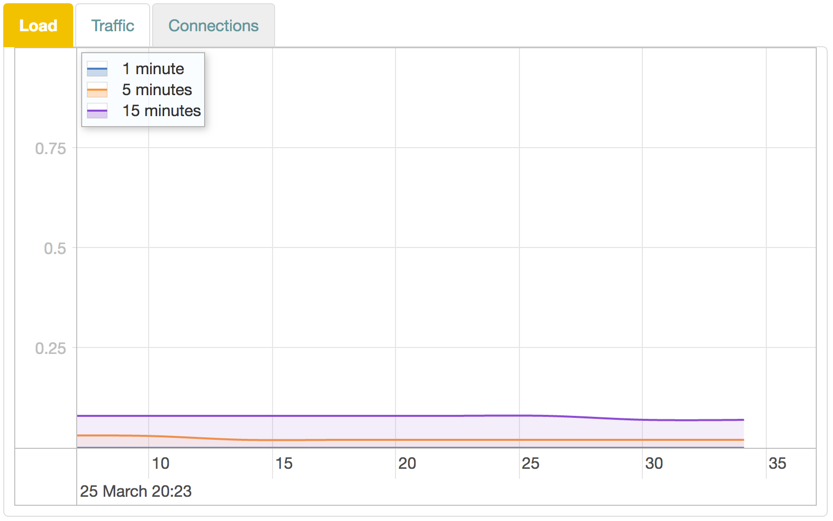 Load Traffic Connections
1 minute
5 minutes
15 minutes
0.75
0.5
0.25
10 15 20 25 30 35
25 March 20:23